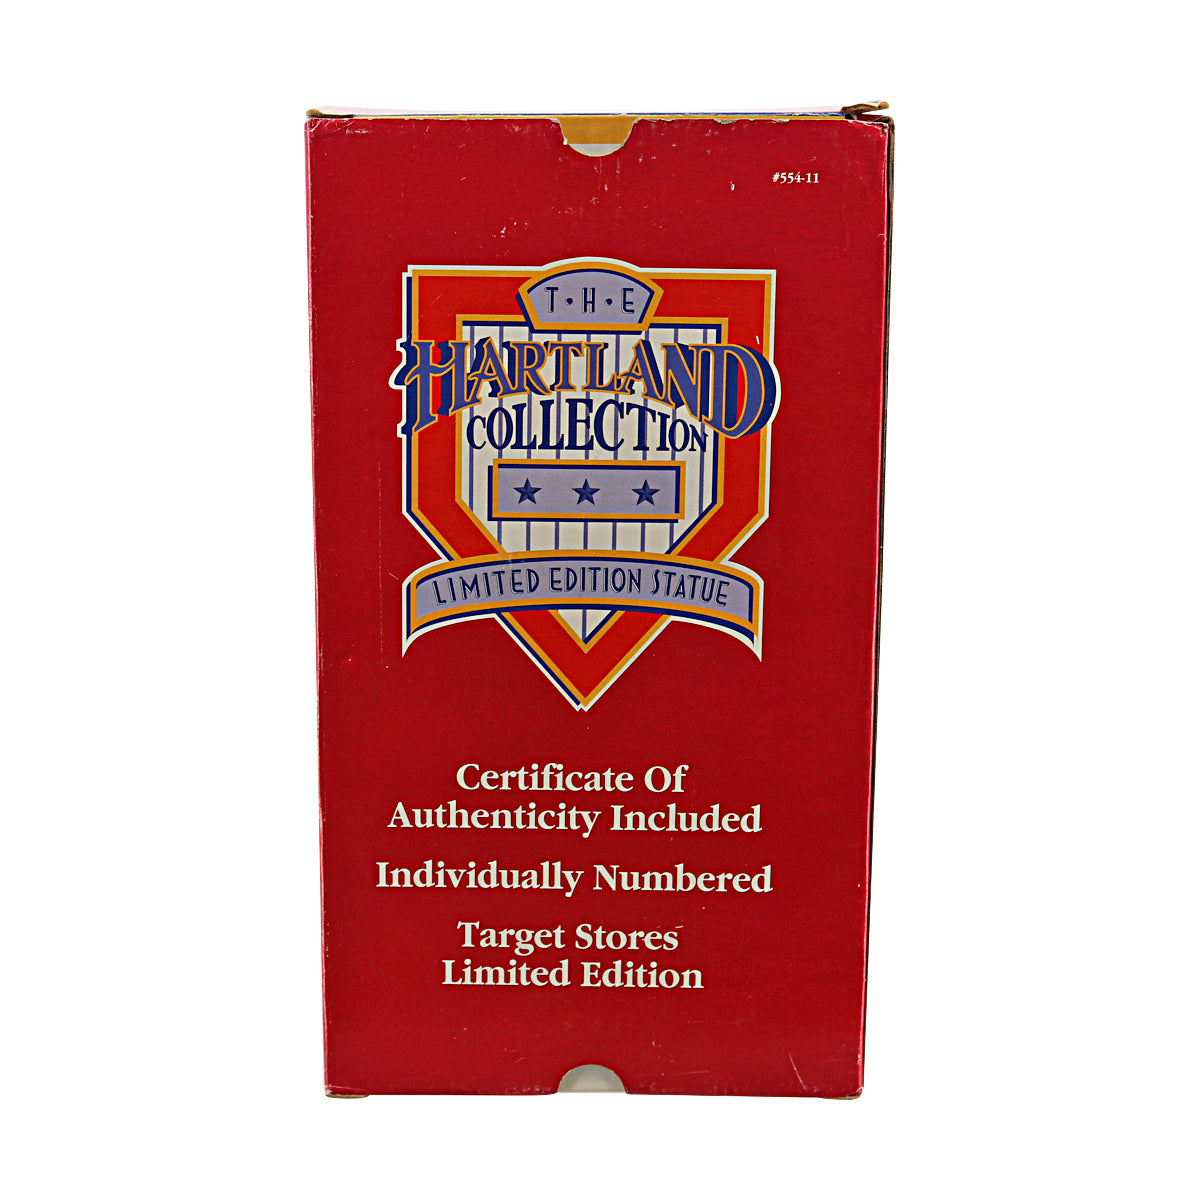 #554-11
T·H·E
HARTLAND
COLLECTION
LIMITED EDITION STATUE
Certificate Of
Authenticity Included
Individually Numbered
Target Stores
Limited Edition